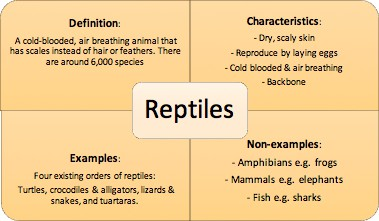 Definition:
A cold-blooded, air breathing animal that
has scales instead of hair or feathers. There
are around 6,000 species
Characteristics:
- Dry, scaly skin
- Reproduce by laying eggs
- Cold blooded & air breathing
- Backbone
Reptiles
Examples:
Four existing orders of reptiles:
Turtles, crocodiles & alligators, lizards &
snakes, and tuartaras.
Non-examples:
- Amphibians e.g. frogs
- Mammals e.g. elephants
- Fish e.g. sharks